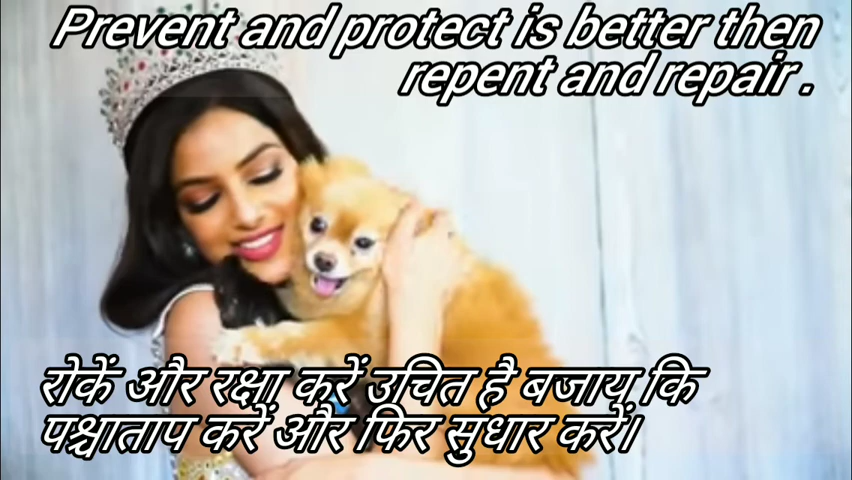 Prevent and protect is better then
repent and repair .
रोकें और रक्षा करें उचित है बजाय कि
पश्चाताप करें और फिर सुधार करें।